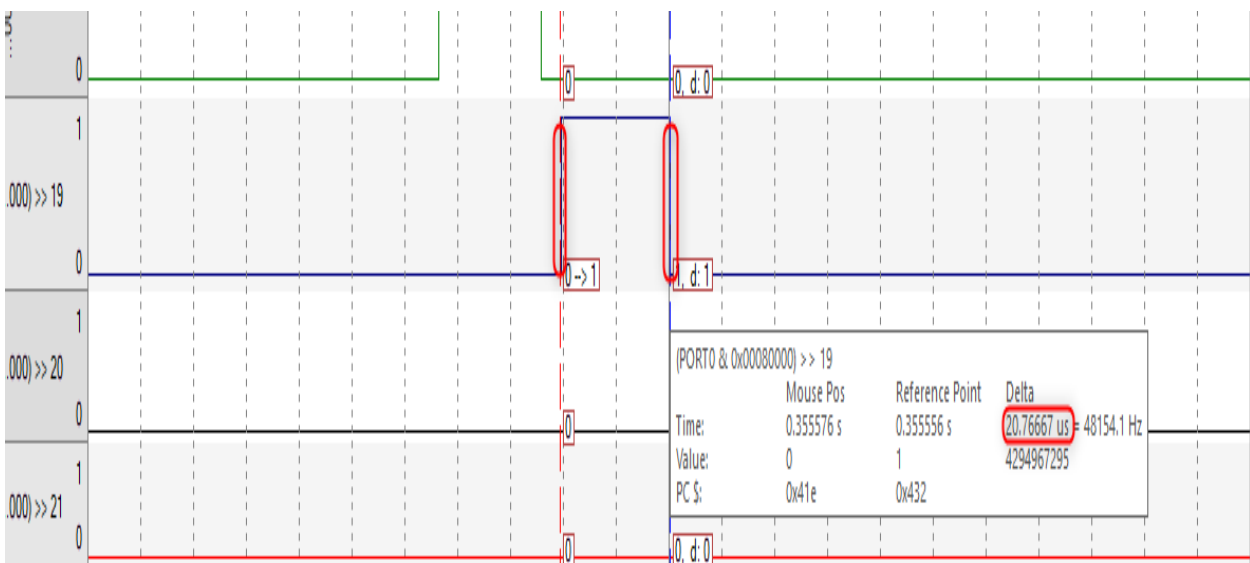 0
0
0, d: 0
1
.000) >> 19
0
0 --> 1
1, d: 1
1
.000) >> 20
0
0
(PORT0 & 0x00080000) >> 19
Mouse Pos Reference Point Delta
Time: 0.355576 s 0.355556 s 20.76667 us = 48154.1 Hz
Value: 0 1 4294967295
PC $: 0x41e 0x432
1
.000) >> 21
0
0
0, d: 0